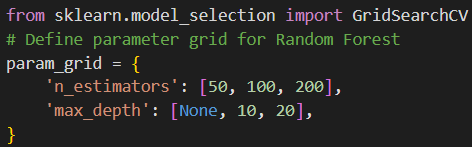 from sklearn.model_selection import GridSearchCV
# Define parameter grid for Random Forest
param_grid = {
    'n_estimators': [50, 100, 200],
    'max_depth': [None, 10, 20],
}